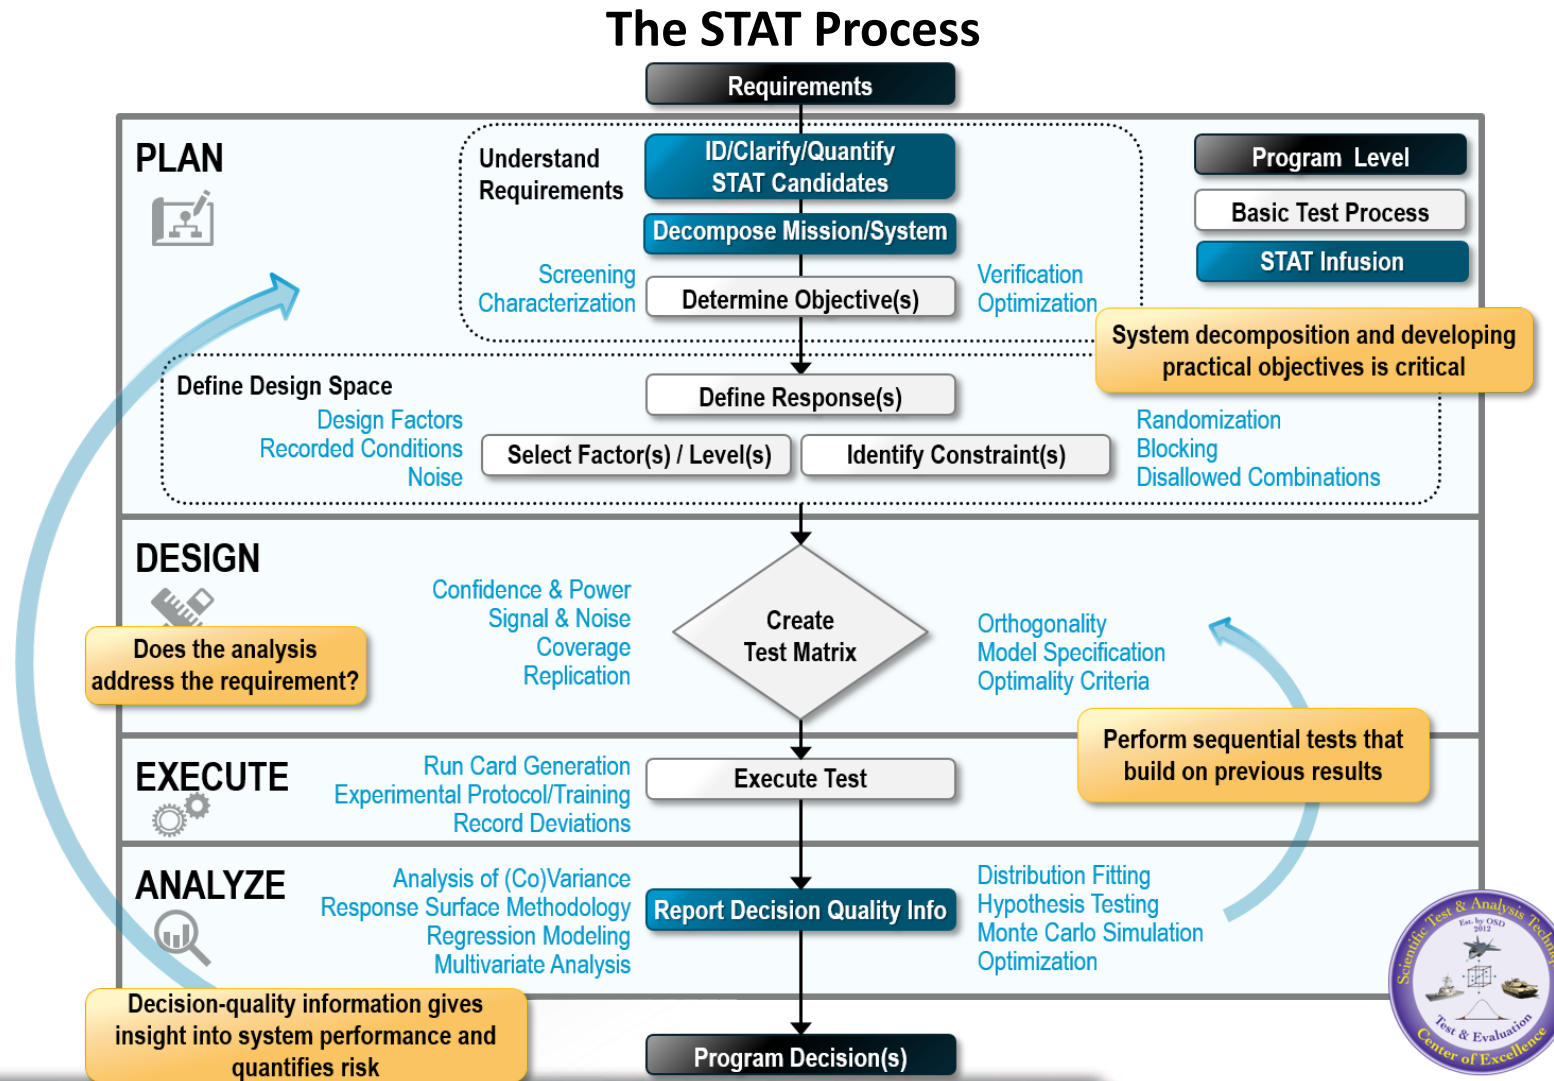 The STAT Process
Requirements
PLAN
Understand
Requirements
ID/Clarify/Quantify
STAT Candidates
Decompose Mission/System
Screening
Characterization
Determine Objective(s)
Verification
Optimization
Program Level
Basic Test Process
STAT Infusion
System decomposition and developing
practical objectives is critical
Define Design Space
Define Response(s)
Design Factors
Recorded Conditions
Noise
Select Factor(s) / Level(s)
Identify Constraint(s)
Randomization
Blocking
Disallowed Combinations
DESIGN
Does the analysis
address the requirement?
Confidence & Power
Signal & Noise
Coverage
Replication
Create
Test Matrix
Orthogonality
Model Specification
Optimality Criteria
Perform sequential tests that
build on previous results
EXECUTE
Run Card Generation
Experimental Protocol/Training
Record Deviations
Execute Test
ANALYZE
Analysis of (Co)Variance
Response Surface Methodology
Regression Modeling
Multivariate Analysis
Report Decision Quality Info
Distribution Fitting
Hypothesis Testing
Monte Carlo Simulation
Optimization
Decision-quality information gives
insight into system performance and
quantifies risk
Program Decision(s)
Scientific Test & Analysis
Est. by OSD
2012
Test & Evaluation
Center of Excellence